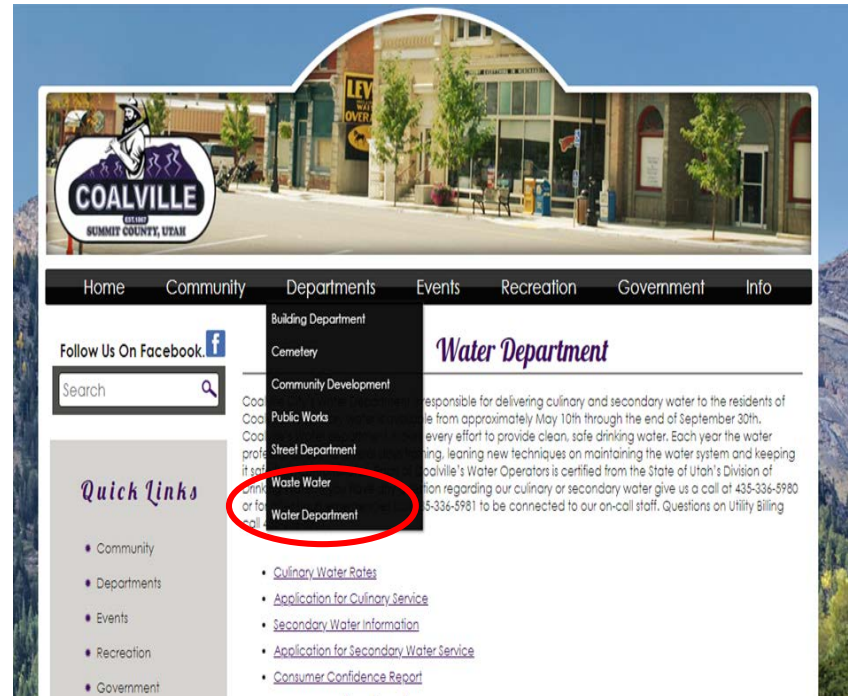 LEVI
OVER
COALVILLE
EST.1867
SUMMIT COUNTY, UTAH
Home Community Departments Events Recreation Government Info
Building Department
Cemetery
Community Development
Public Works
Street Department
Waste Water
Water Department
Follow Us On Facebook.
Search
Quick Links
• Community
• Departments
• Events
• Recreation
• Government
Water Department
responsible for delivering culinary and secondary water to the residents of
from approximately May 10th through the end of September 30th.
every effort to provide clean, safe drinking water. Each year the water
leaning new techniques on maintaining the water system and keeping
it Coalville's Water Operators is certified from the State of Utah's Division of
regarding our culinary or secondary water give us a call at 435-336-5980
or 35-336-5981 to be connected to our on-call staff. Questions on Utility Billing
call
• Culinary Water Rates
• Application for Culinary Service
• Secondary Water Information
• Application for Secondary Water Service
• Consumer Confidence Report